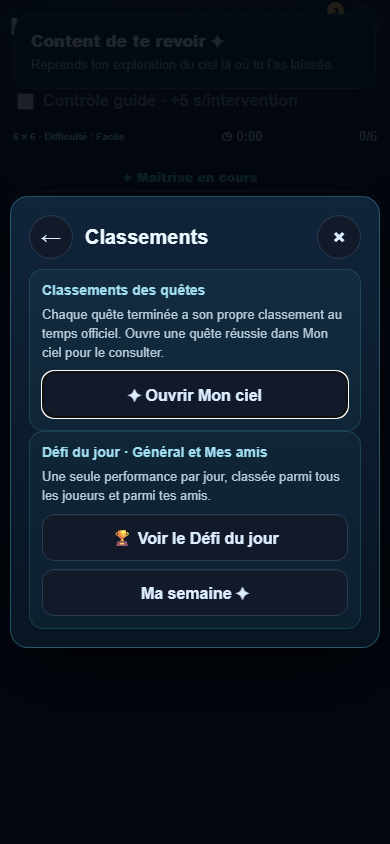 Content de te revoir ✦
Reprends ton exploration du ciel là où tu l'as laissée.
Contrôle guidé · +5 s/intervention
6 × 6 · Difficulté : Facile
0:00
0/6
✦ Maîtrise en cours
← Classements ×
Classements des quêtes
Chaque quête terminée a son propre classement au
temps officiel. Ouvre une quête réussie dans Mon
ciel pour le consulter.
✦ Ouvrir Mon ciel
Défi du jour · Général et Mes amis
Une seule performance par jour, classée parmi tous
les joueurs et parmi tes amis.
🏆 Voir le Défi du jour
Ma semaine ✦